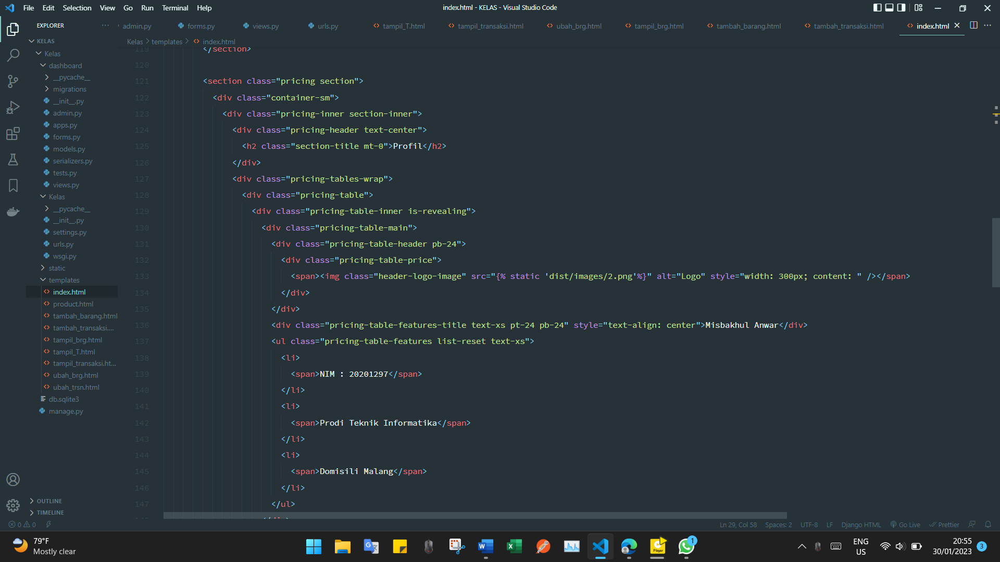 File Edit Selection View Go Run Terminal Help
index.html - KELAS - Visual Studio Code
EXPLORER
admin.py forms.py views.py urls.py tampil_T.html tampil_transaksi.html ubah_brg.html tampil_brg.html tambah_barang.html tambah_transaksi.html index.html
KELAS
Kelas
dashboard
__pycache__
migrations
__init__.py
admin.py
apps.py
forms.py
models.py
serializers.py
tests.py
views.py
Kelas
__pycache__
__init__.py
settings.py
urls.py
wsgi.py
static
templates
index.html
product.html
tambah_barang.html
tambah_transaksi....
tampil_brg.html
tampil_T.html
tampil_transaksi.ht...
ubah_brg.html
ubah_trsn.html
db.sqlite3
manage.py
OUTLINE
TIMELINE
Kelas > templates > index.html
119 </section>
120
121 <section class="pricing section">
122 <div class="container-sm">
123 <div class="pricing-inner section-inner">
124 <div class="pricing-header text-center">
125 <h2 class="section-title mt-0">Profil</h2>
126 </div>
127 <div class="pricing-tables-wrap">
128 <div class="pricing-table">
129 <div class="pricing-table-inner is-revealing">
130 <div class="pricing-table-main">
131 <div class="pricing-table-header pb-24">
132 <div class="pricing-table-price">
133 <span><img class="header-logo-image" src="{% static 'dist/images/2.png'%}" alt="Logo" style="width: 300px; content: " /></span>
134 </div>
135 </div>
136 <div class="pricing-table-features-title text-xs pt-24 pb-24" style="text-align: center">Misbakhul Anwar</div>
137 <ul class="pricing-table-features list-reset text-xs">
138 <li>
139 <span>NIM : 20201297</span>
140 </li>
141 <li>
142 <span>Prodi Teknik Informatika</span>
143 </li>
144 <li>
145 <span>Domisili Malang</span>
146 </li>
147 </ul>
148 </div>
0 0
Ln 29, Col 58 Spaces: 2 UTF-8 LF Django HTML Go Live Prettier
79°F
Mostly clear
Player
1
ENG
US
20:55
30/01/2023
3